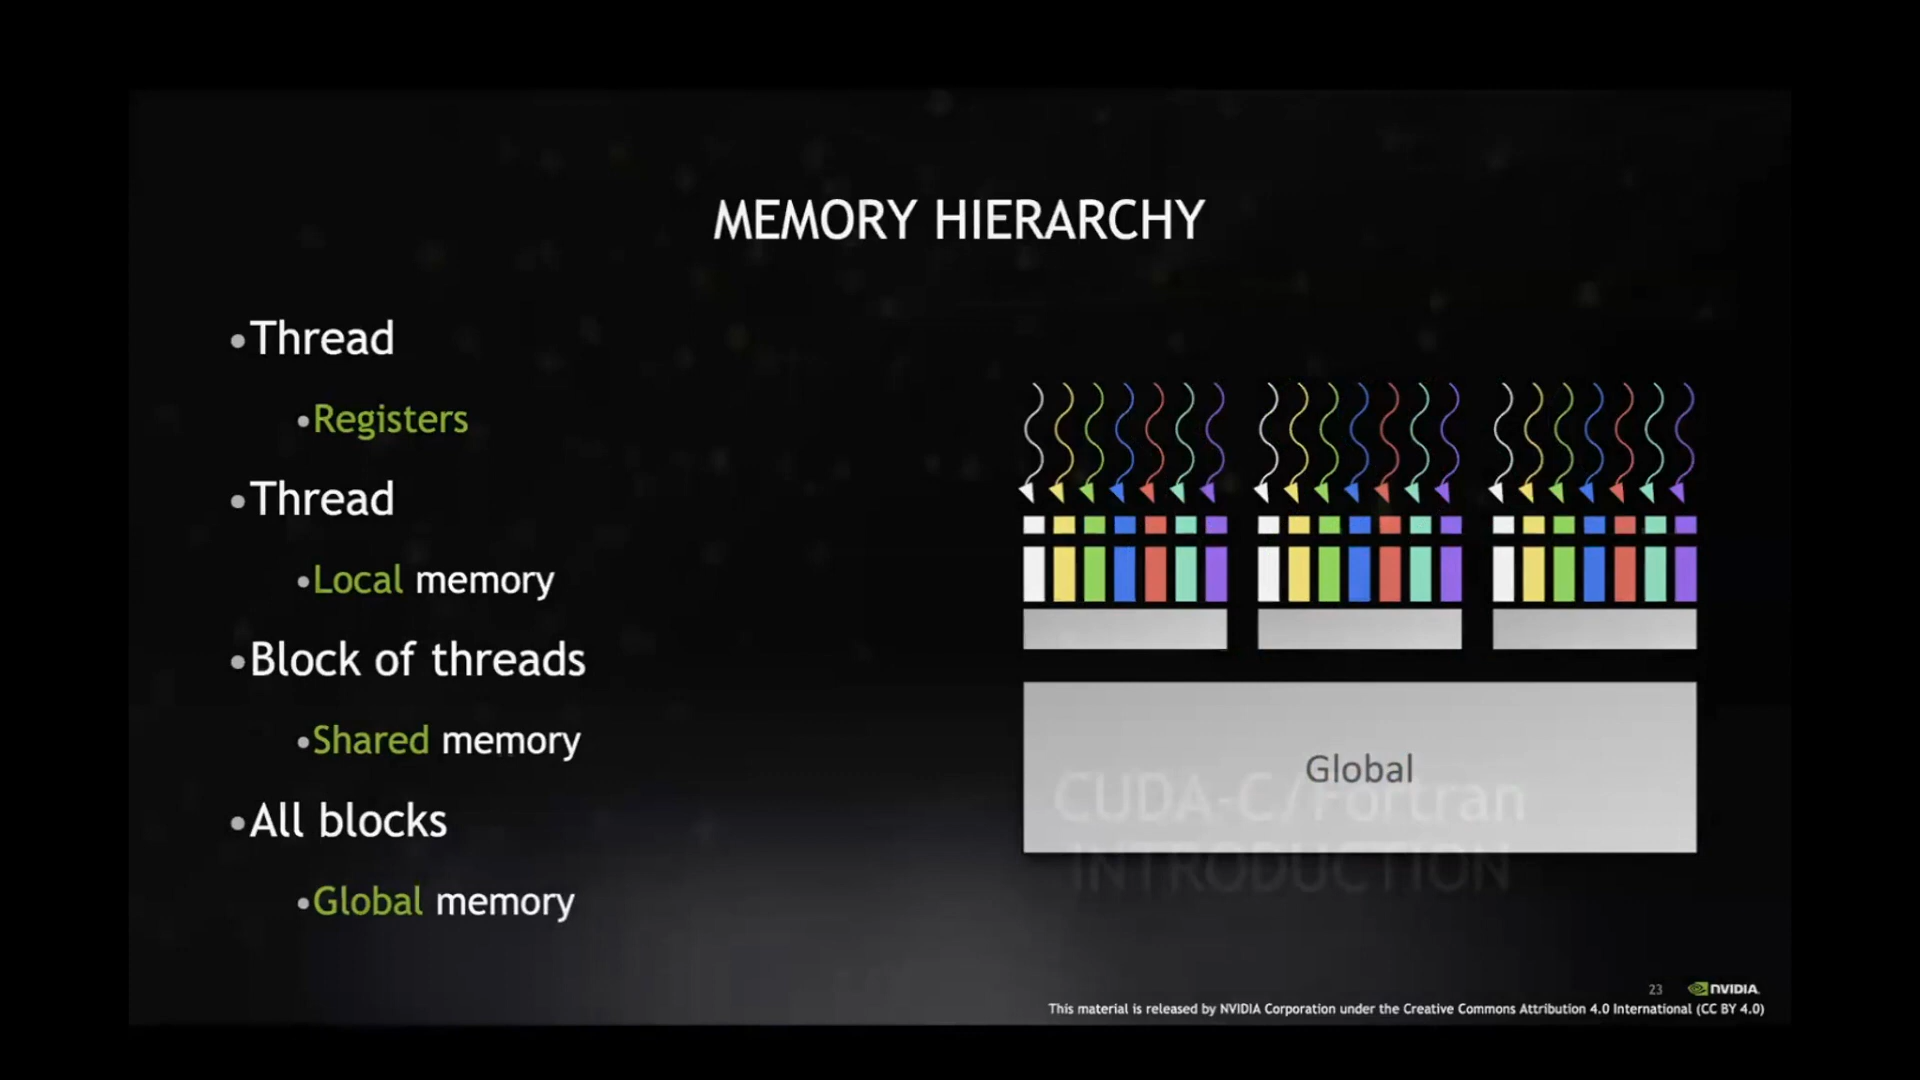 MEMORY HIERARCHY
•Thread
•Registers
•Thread
•Local memory
•Block of threads
•Shared memory
•All blocks
•Global memory
Global
CUDA-C/Fortran
INTRODUCTION
23
NVIDIA.
This material is released by NVIDIA Corporation under the Creative Commons Attribution 4.0 International (CC BY 4.0)